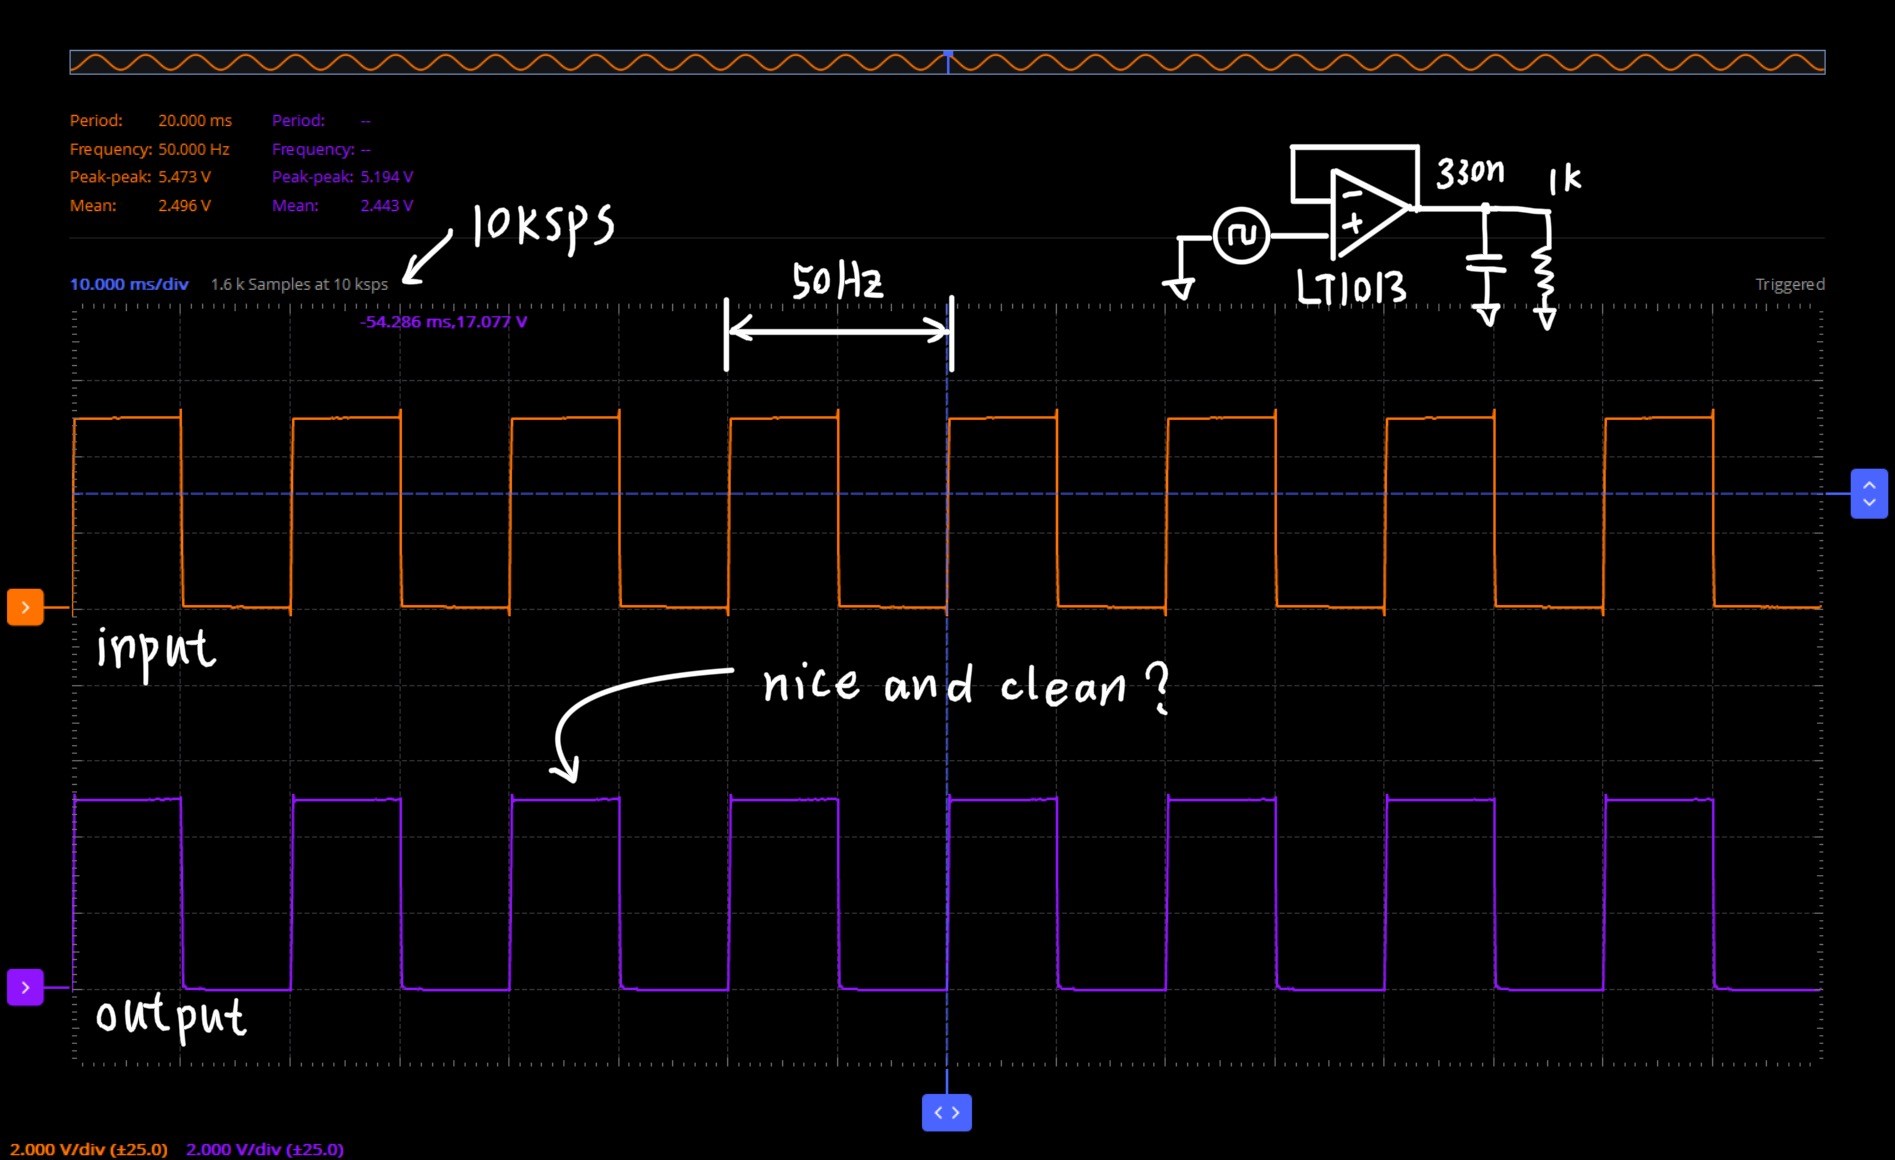 Period: 20.000 ms Period: --
Frequency: 50.000 Hz Frequency: --
Peak-peak: 5.473 V Peak-peak: 5.194 V
Mean: 2.496 V Mean: 2.443 V
10ksps
330n
1k
-
+
LT1013
50Hz
10.000 ms/div 1.6 k Samples at 10 ksps
Triggered
-54.286 ms,17.077 V
input
nice and clean?
output
2.000 V/div (±25.0) 2.000 V/div (±25.0)